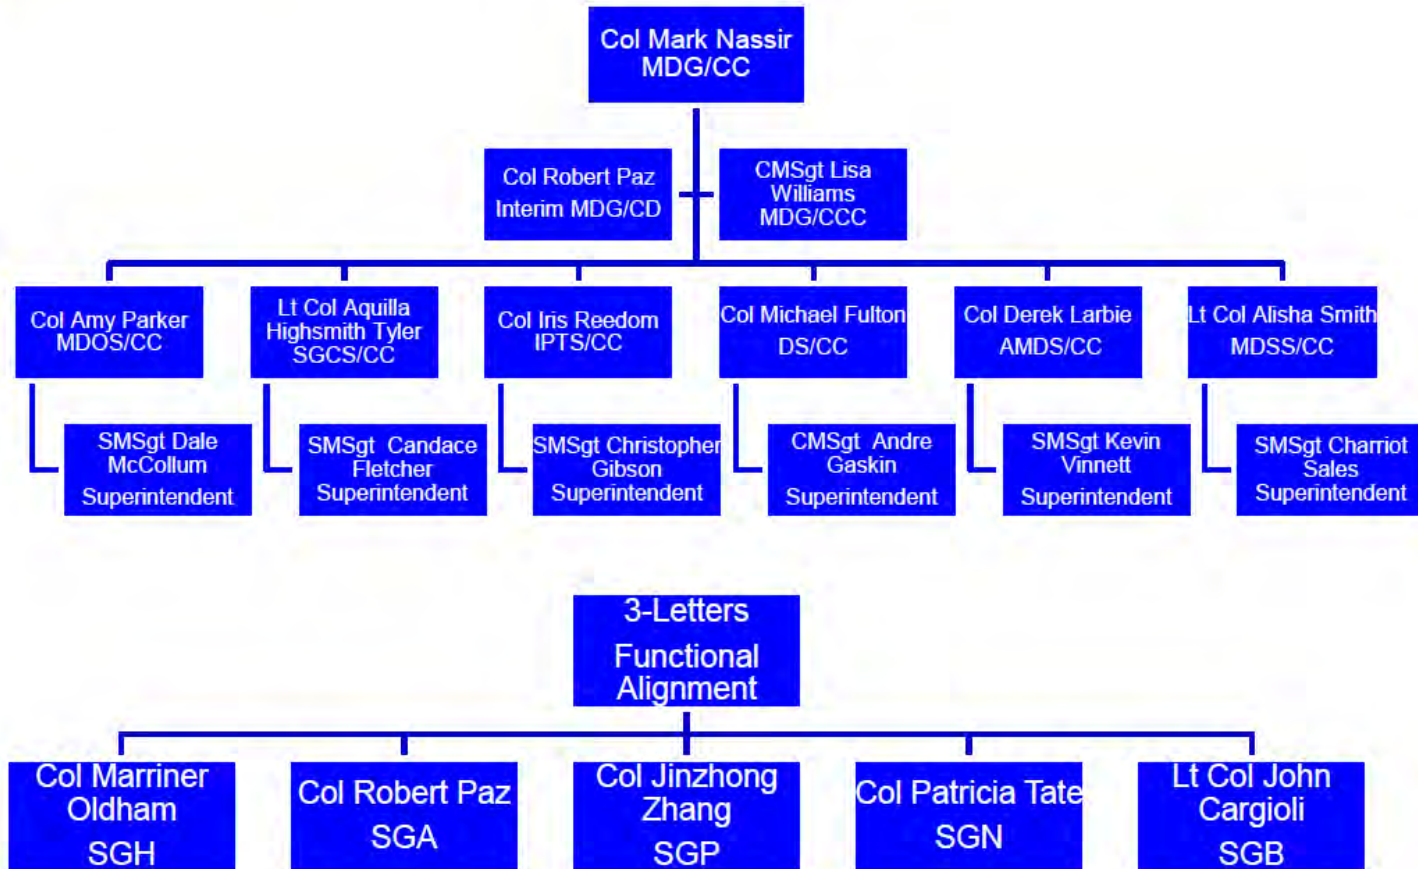 Col Mark Nassir
MDG/CC
Col Robert Paz
Interim MDG/CD
CMSgt Lisa
Williams
MDG/CCC
Col Amy Parker
MDOS/CC
Lt Col Aquilla
Highsmith Tyler
SGCS/CC
Col Iris Reedom
IPTS/CC
Col Michael Fulton
DS/CC
Col Derek Larbie
AMDS/CC
Lt Col Alisha Smith
MDSS/CC
SMSgt Dale
McCollum
Superintendent
SMSgt Candace
Fletcher
Superintendent
SMSgt Christopher
Gibson
Superintendent
CMSgt Andre
Gaskin
Superintendent
SMSgt Kevin
Vinnett
Superintendent
SMSgt Charriot
Sales
Superintendent
3-Letters
Functional
Alignment
Col Marriner
Oldham
SGH
Col Robert Paz
SGA
Col Jinzhong
Zhang
SGP
Col Patricia Tate
SGN
Lt Col John
Cargioli
SGB